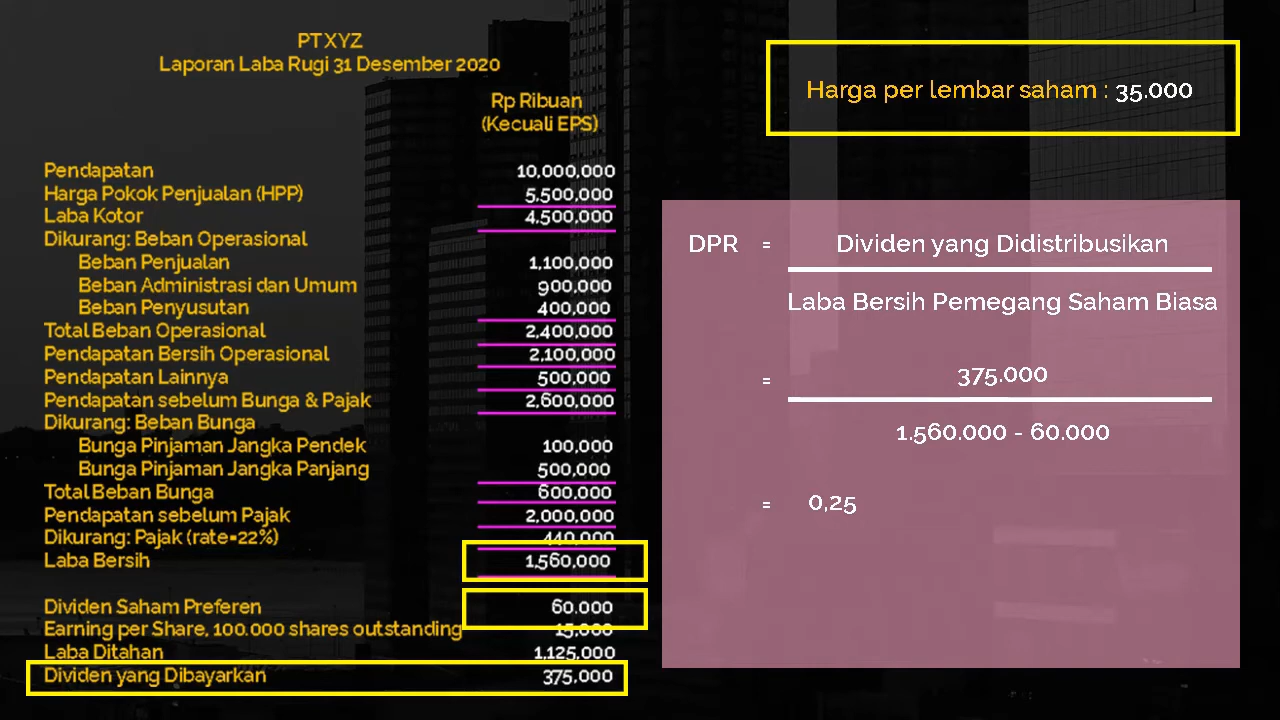 PT XYZ
Laporan Laba Rugi 31 Desember 2020
Rp Ribuan
(Kecuali EPS)
Pendapatan 10,000,000
Harga Pokok Penjualan (HPP) 5,500,000
Laba Kotor 4,500,000
Dikurang: Beban Operasional
Beban Penjualan 1,100,000
Beban Administrasi dan Umum 900,000
Beban Penyusutan 400,000
Total Beban Operasional 2,400,000
Pendapatan Bersih Operasional 2,100,000
Pendapatan Lainnya 500,000
Pendapatan sebelum Bunga & Pajak 2,600,000
Dikurang: Beban Bunga
Bunga Pinjaman Jangka Pendek 100,000
Bunga Pinjaman Jangka Panjang 500,000
Total Beban Bunga 600,000
Pendapatan sebelum Pajak 2,000,000
Dikurang: Pajak (rate=22%) 440,000
Laba Bersih 1,560,000
Dividen Saham Preferen 60.000
Earning per Share, 100.000 shares outstanding 15,000
Laba Ditahan 1,125,000
Dividen yang Dibayarkan 375,000
Harga per lembar saham : 35.000
DPR = Dividen yang Didistribusikan
Laba Bersih Pemegang Saham Biasa
= 375.000
1.560.000 - 60.000
= 0,25